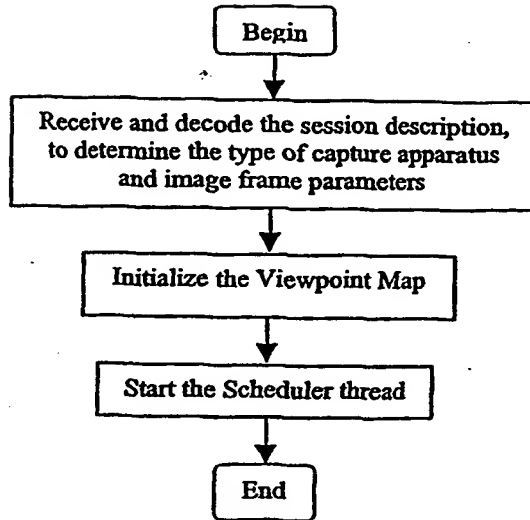 Begin
Receive and decode the session description,
to determine the type of capture apparatus
and image frame parameters
Initialize the Viewpoint Map
Start the Scheduler thread
End